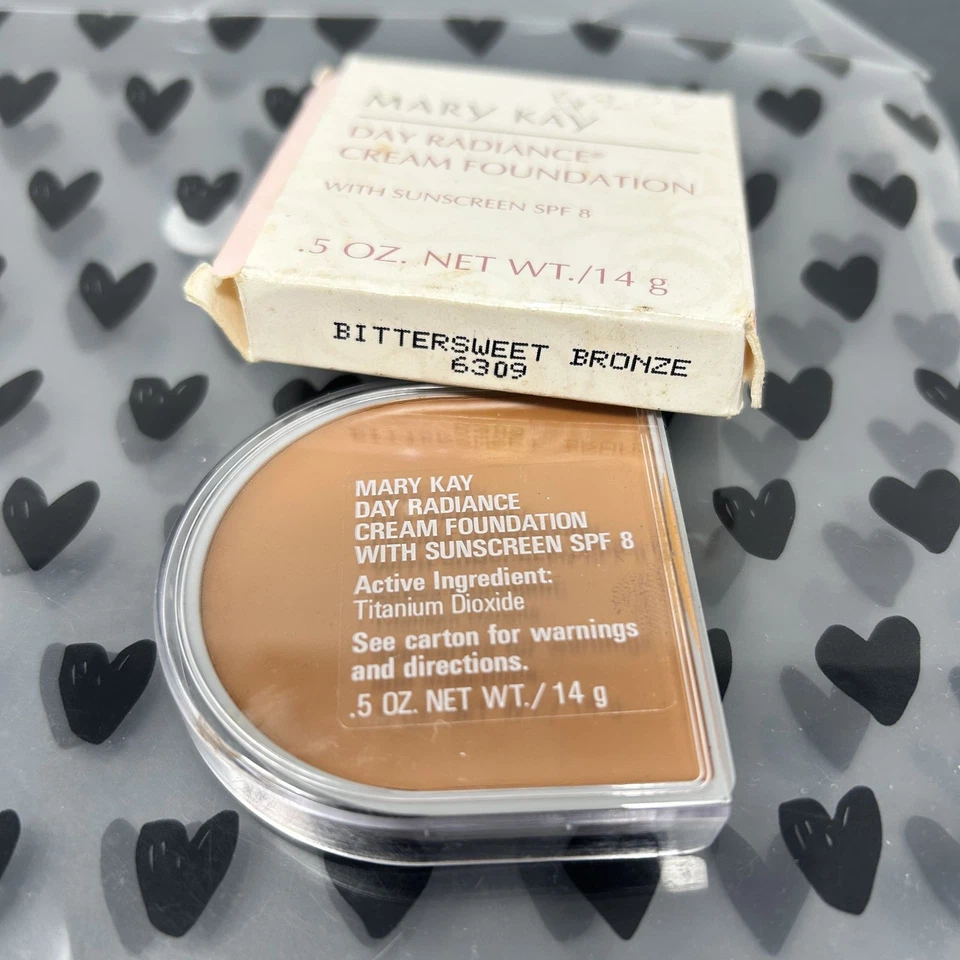 MARY KAY
DAY RADIANCE®
CREAM FOUNDATION
WITH SUNSCREEN SPF 8
.5 OZ. NET WT./14 g
BITTERSWEET BRONZE
6309
MARY KAY
DAY RADIANCE
CREAM FOUNDATION
WITH SUNSCREEN SPF 8
Active Ingredient:
Titanium Dioxide
See carton for warnings
and directions.
.5 OZ. NET WT./ 14 g